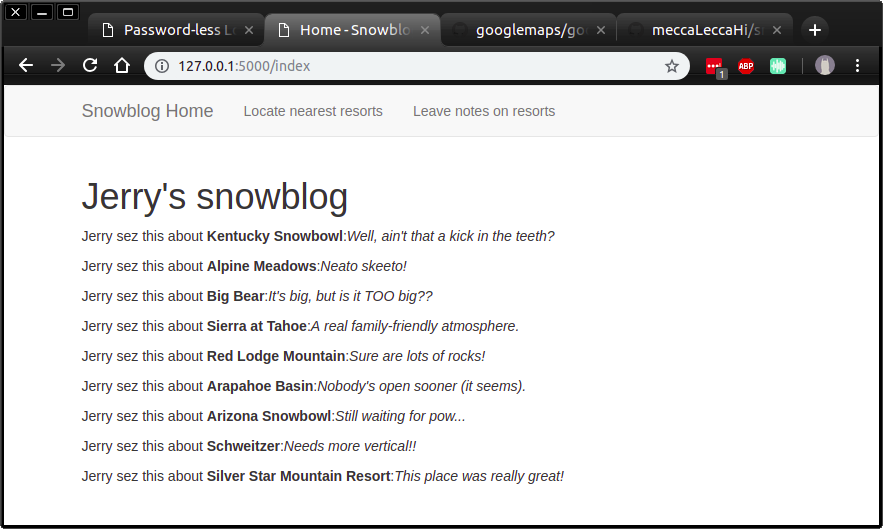 Password-less L
Home - Snowblo
googlemaps/go
meccaLeccaHi/s
127.0.0.1:5000/index
1
ABP
Snowblog Home
Locate nearest resorts
Leave notes on resorts
Jerry's snowblog
Jerry sez this about Kentucky Snowbowl:Well, ain't that a kick in the teeth?
Jerry sez this about Alpine Meadows:Neato skeeto!
Jerry sez this about Big Bear:It's big, but is it TOO big??
Jerry sez this about Sierra at Tahoe:A real family-friendly atmosphere.
Jerry sez this about Red Lodge Mountain:Sure are lots of rocks!
Jerry sez this about Arapahoe Basin:Nobody's open sooner (it seems).
Jerry sez this about Arizona Snowbowl:Still waiting for pow...
Jerry sez this about Schweitzer:Needs more vertical!!
Jerry sez this about Silver Star Mountain Resort:This place was really great!